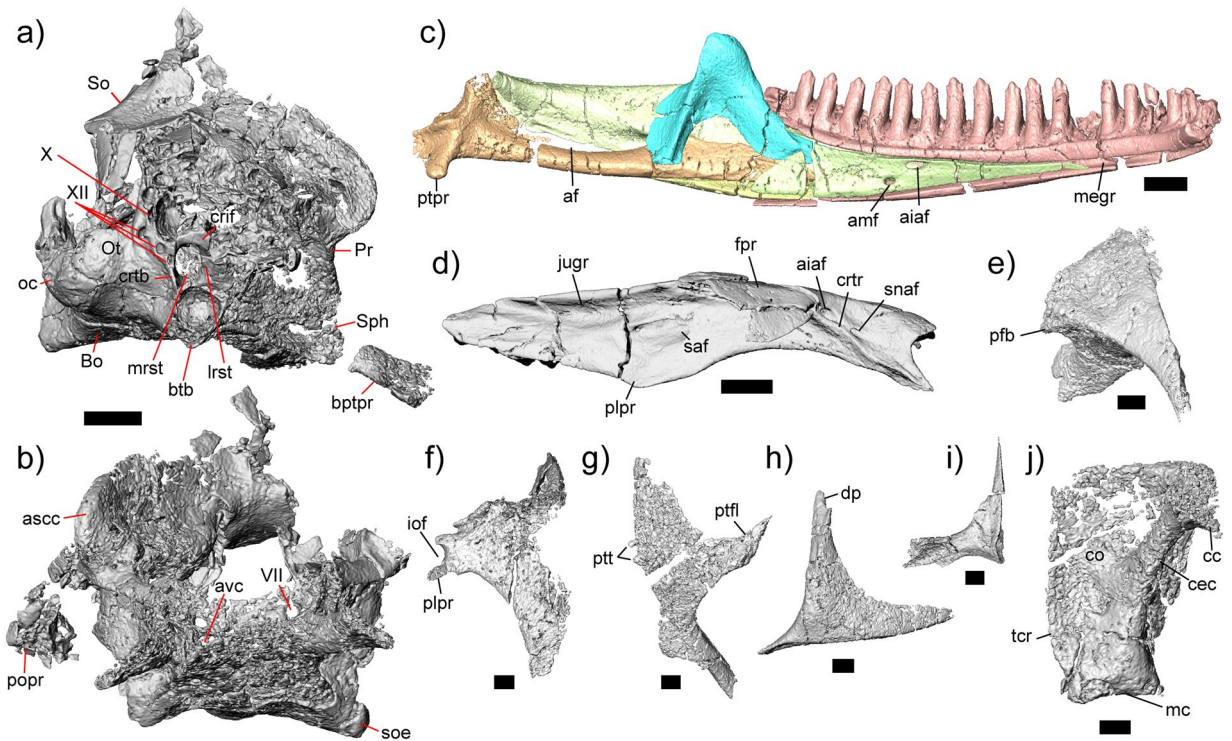 a)
So
X
XII
crif
Ot
crtb
oc
Pr
Sph
Bo
mrst
btb
lrst
bptpr
b)
ascc
avc
VII
popr
soe
c)
ptpr
af
amf
aiaf
megr
d)
jugr
fpr
aiaf
crtr
snaf
saf
plpr
e)
pfb
f)
iof
plpr
g)
ptfl
ptt
h)
dp
i)
j)
co
cc
cec
tcr
mc